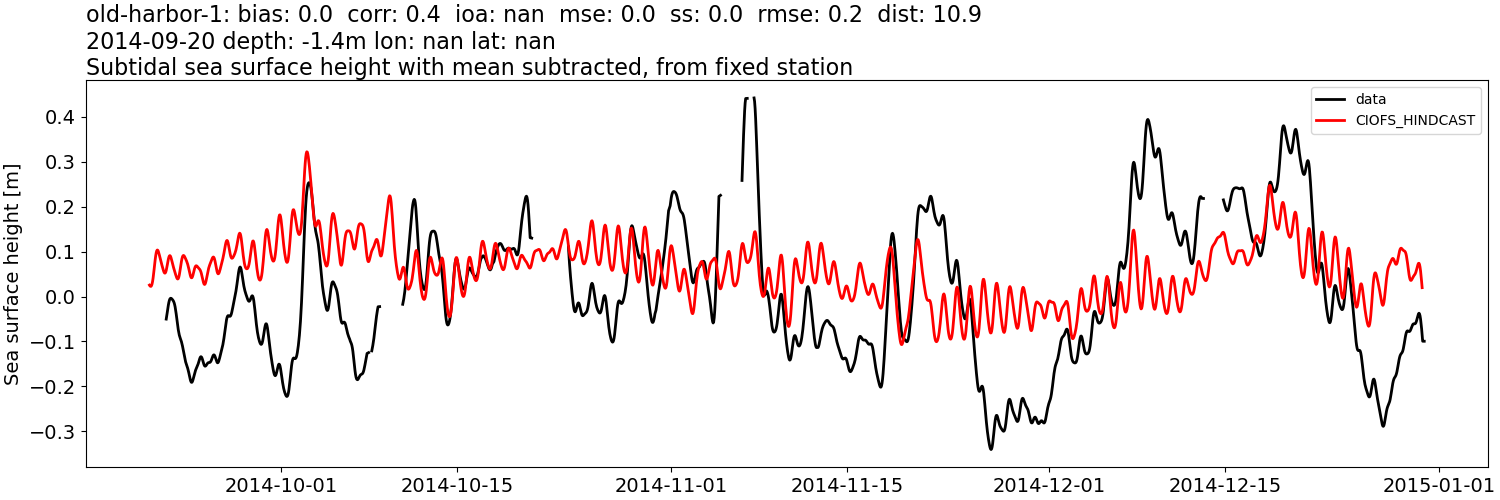 old-harbor-1: bias: 0.0  corr: 0.4  ioa: nan  mse: 0.0  ss: 0.0  rmse: 0.2  dist: 10.9
2014-09-20 depth: -1.4m lon: nan lat: nan
Subtidal sea surface height with mean subtracted, from fixed station
Sea surface height [m]
0.4
0.3
0.2
0.1
0.0
−0.1
−0.2
−0.3
data
CIOFS_HINDCAST
2014-10-01
2014-10-15
2014-11-01
2014-11-15
2014-12-01
2014-12-15
2015-01-01